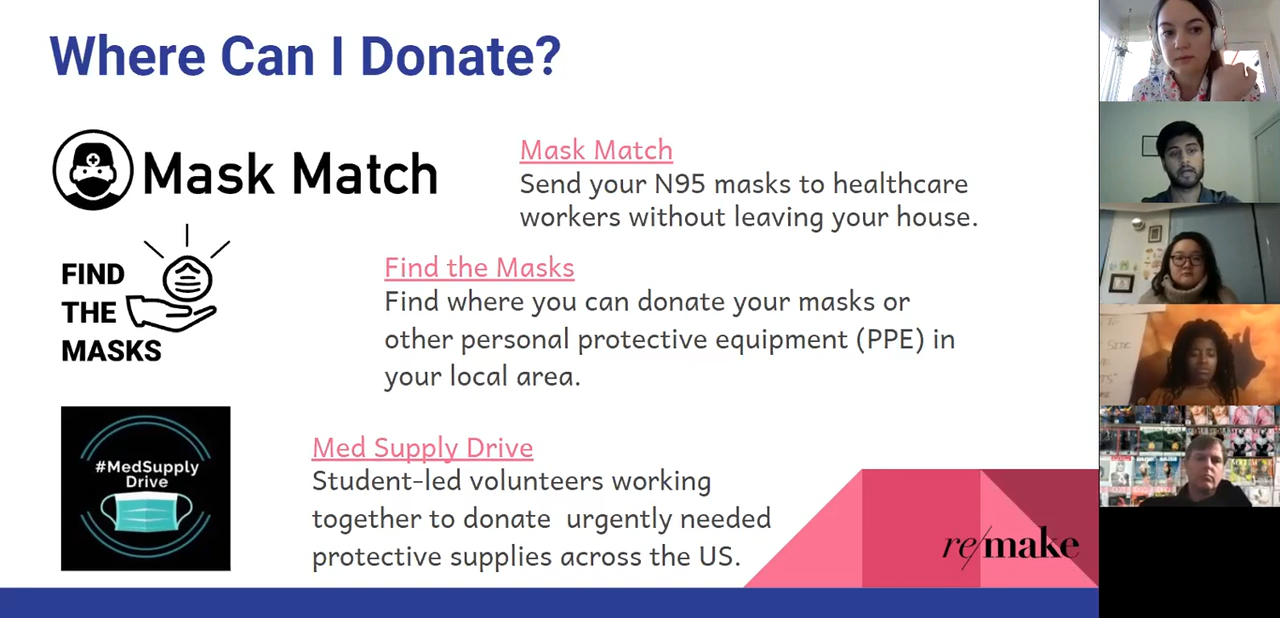 Where Can I Donate?
Mask Match
Mask Match
Send your N95 masks to healthcare
workers without leaving your house.
FIND
THE
MASKS
Find the Masks
Find where you can donate your masks or
other personal protective equipment (PPE) in
your local area.
#MedSupply
Drive
Med Supply Drive
Student-led volunteers working
together to donate urgently needed
protective supplies across the US.
re/make